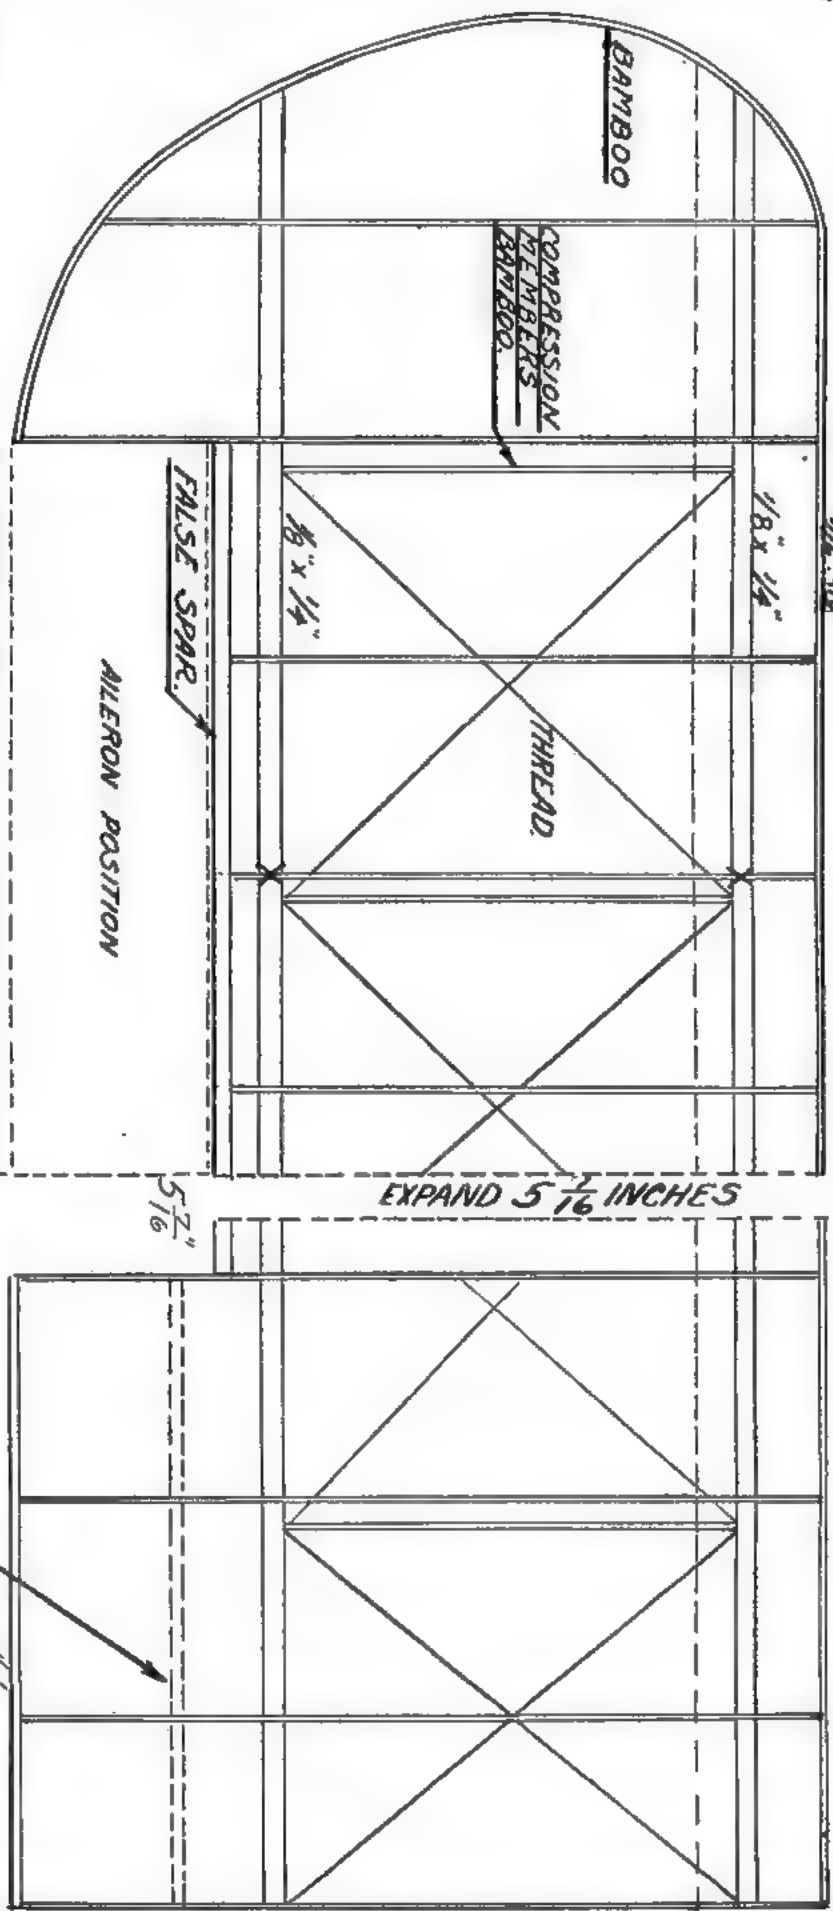 BAMBOO
COMPRESSION
MEMBERS
BAMBOO.
1/8" x 1/4"
1/8" x 1/4"
FALSE SPAR.
THREAD.
AILERON POSITION
EXPAND 5 7/16 INCHES
5 7/16"